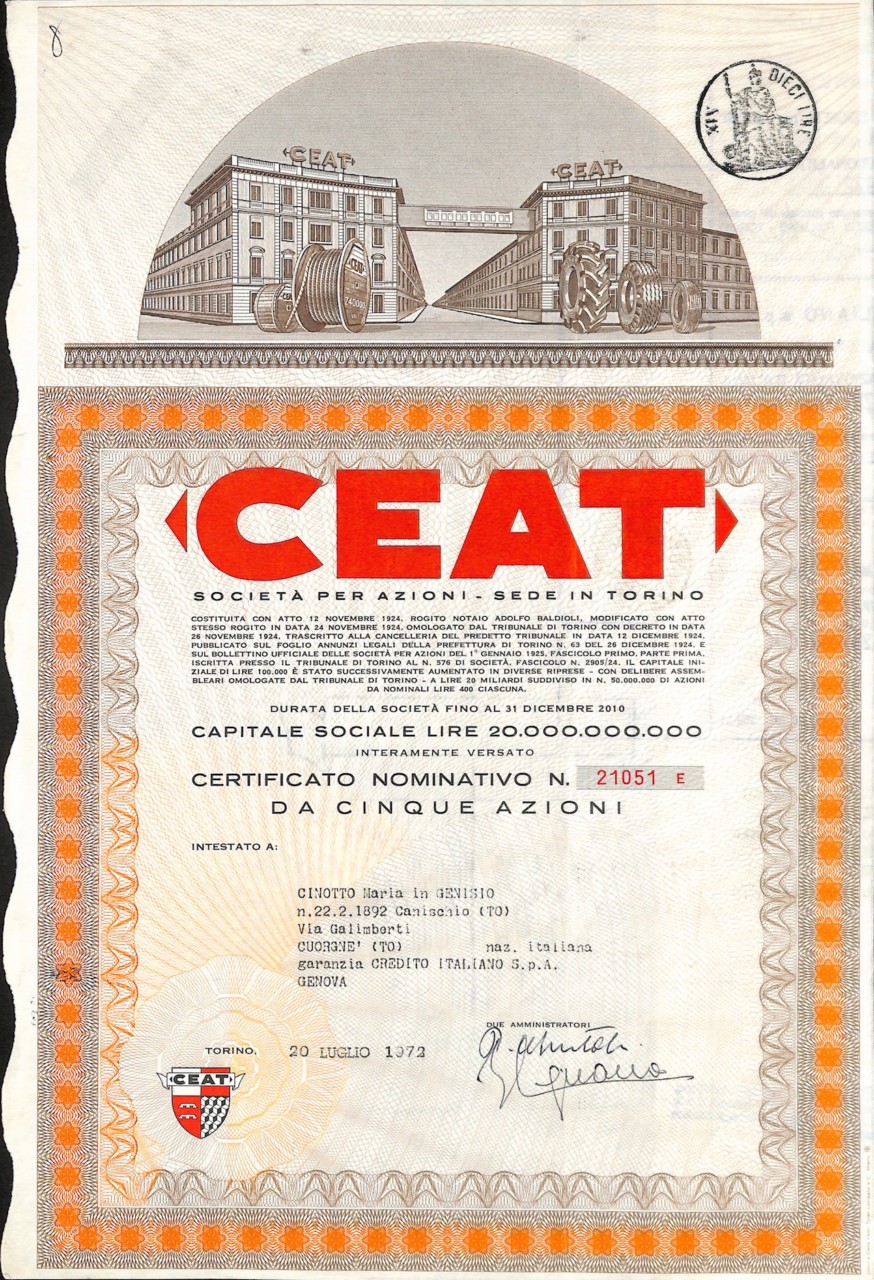 8
XIV DIECI LIRE
CEAT
CEAT
CEAT
240000
CEAT
SOCIETÀ PER AZIONI - SEDE IN TORINO
COSTITUITA CON ATTO 12 NOVEMBRE 1924, ROGITO NOTAIO ADOLFO BALDIOLI, MODIFICATO CON ATTO
STESSO ROGITO IN DATA 24 NOVEMBRE 1924, OMOLOGATO DAL TRIBUNALE DI TORINO CON DECRETO IN DATA
26 NOVEMBRE 1924, TRASCRITTO ALLA CANCELLERIA DEL PREDETTO TRIBUNALE IN DATA 12 DICEMBRE 1924,
PUBBLICATO SUL FOGLIO ANNUNZI LEGALI DELLA PREFETTURA DI TORINO N. 63 DEL 26 DICEMBRE 1924, E
SUL BOLLETTINO UFFICIALE DELLE SOCIETÀ PER AZIONI DEL 1° GENNAIO 1925, FASCICOLO PRIMO, PARTE PRIMA,
ISCRITTA PRESSO IL TRIBUNALE DI TORINO AL N. 576 DI SOCIETÀ, FASCICOLO N. 2905/24. IL CAPITALE INI-
ZIALE DI LIRE 100.000 È STATO SUCCESSIVAMENTE AUMENTATO IN DIVERSE RIPRESE - CON DELIBERE ASSEM-
BLEARI OMOLOGATE DAL TRIBUNALE DI TORINO - A LIRE 20 MILIARDI SUDDIVISO IN N. 50.000.000 DI AZIONI
DA NOMINALI LIRE 400 CIASCUNA.
DURATA DELLA SOCIETÀ FINO AL 31 DICEMBRE 2010
CAPITALE SOCIALE LIRE 20.000.000.000
INTERAMENTE VERSATO
CERTIFICATO NOMINATIVO N. 21051 E
DA CINQUE AZIONI
INTESTATO A:
CINOTTO Maria in GENISIO
n.22.2.1892 Canischio (TO)
Via Galimberti
CUORGNE' (TO) naz. italiana
garanzia CREDITO ITALIANO S.p.A.
GENOVA
DUE AMMINISTRATORI
TORINO, 20 LUGLIO 1972
CEAT